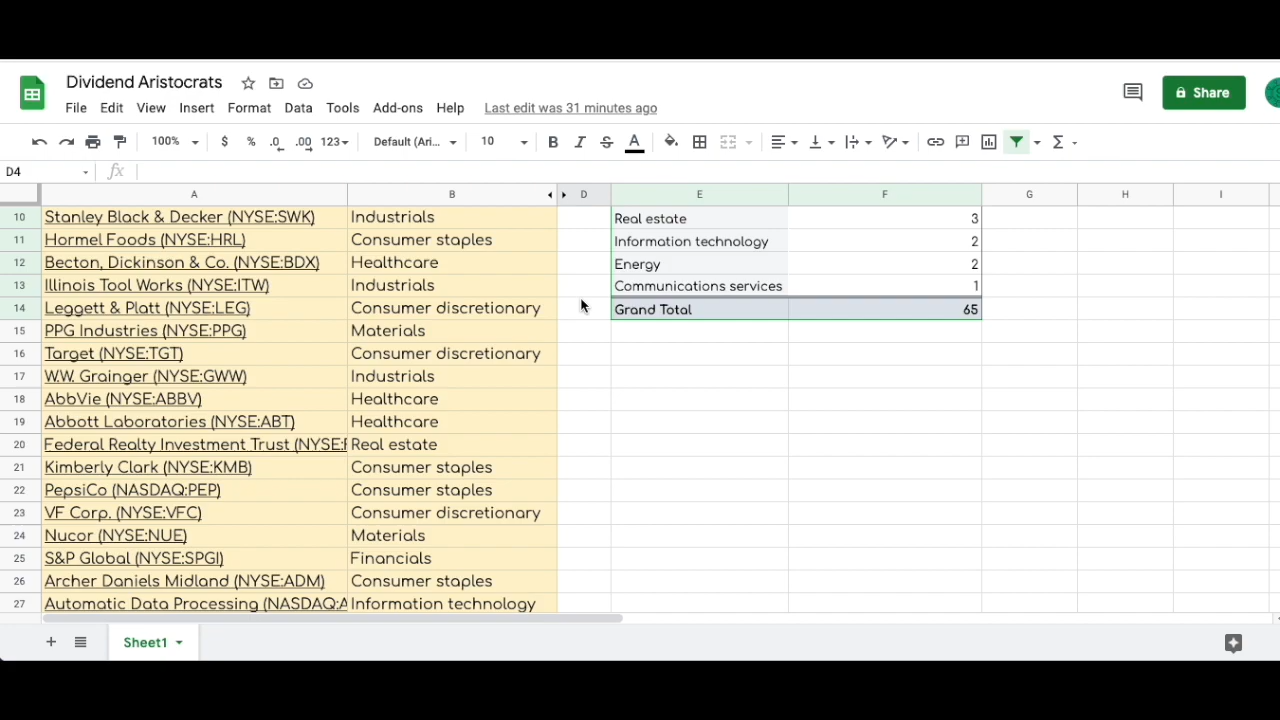 Dividend Aristocrats
File Edit View Insert Format Data Tools Add-ons Help Last edit was 31 minutes ago
Share
100% $ % .0 .00 123 Default (Ari... 10 B I S A
D4 fx
A B D E F G H I
10 Stanley Black & Decker (NYSE:SWK) Industrials Real estate 3
11 Hormel Foods (NYSE:HRL) Consumer staples Information technology 2
12 Becton, Dickinson & Co. (NYSE:BDX) Healthcare Energy 2
13 Illinois Tool Works (NYSE:ITW) Industrials Communications services 1
14 Leggett & Platt (NYSE:LEG) Consumer discretionary Grand Total 65
15 PPG Industries (NYSE:PPG) Materials
16 Target (NYSE:TGT) Consumer discretionary
17 W.W. Grainger (NYSE:GWW) Industrials
18 AbbVie (NYSE:ABBV) Healthcare
19 Abbott Laboratories (NYSE:ABT) Healthcare
20 Federal Realty Investment Trust (NYSE:F Real estate
21 Kimberly Clark (NYSE:KMB) Consumer staples
22 PepsiCo (NASDAQ:PEP) Consumer staples
23 VF Corp. (NYSE:VFC) Consumer discretionary
24 Nucor (NYSE:NUE) Materials
25 S&P Global (NYSE:SPGI) Financials
26 Archer Daniels Midland (NYSE:ADM) Consumer staples
27 Automatic Data Processing (NASDAQ:A Information technology
Sheet1